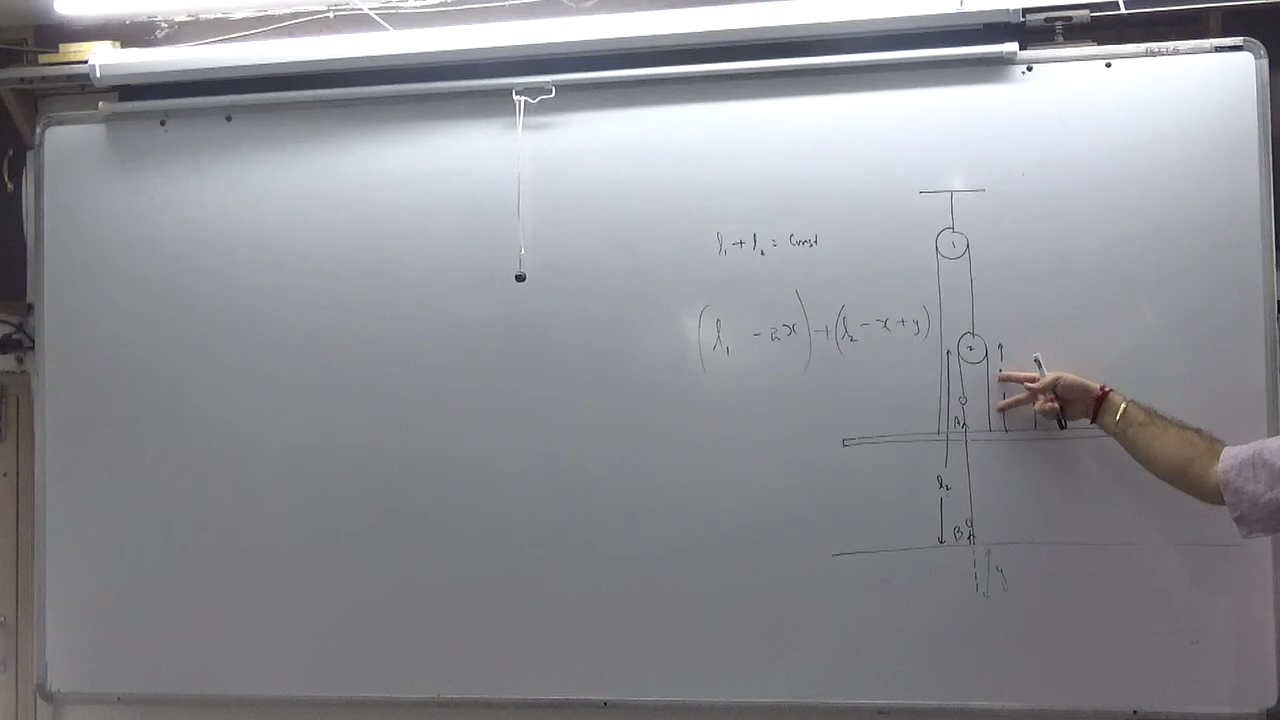 l₁ + l₂ = Const
1
(l₁ - 2x) + (l₂ - x + y)
2
A
l₂
B
y